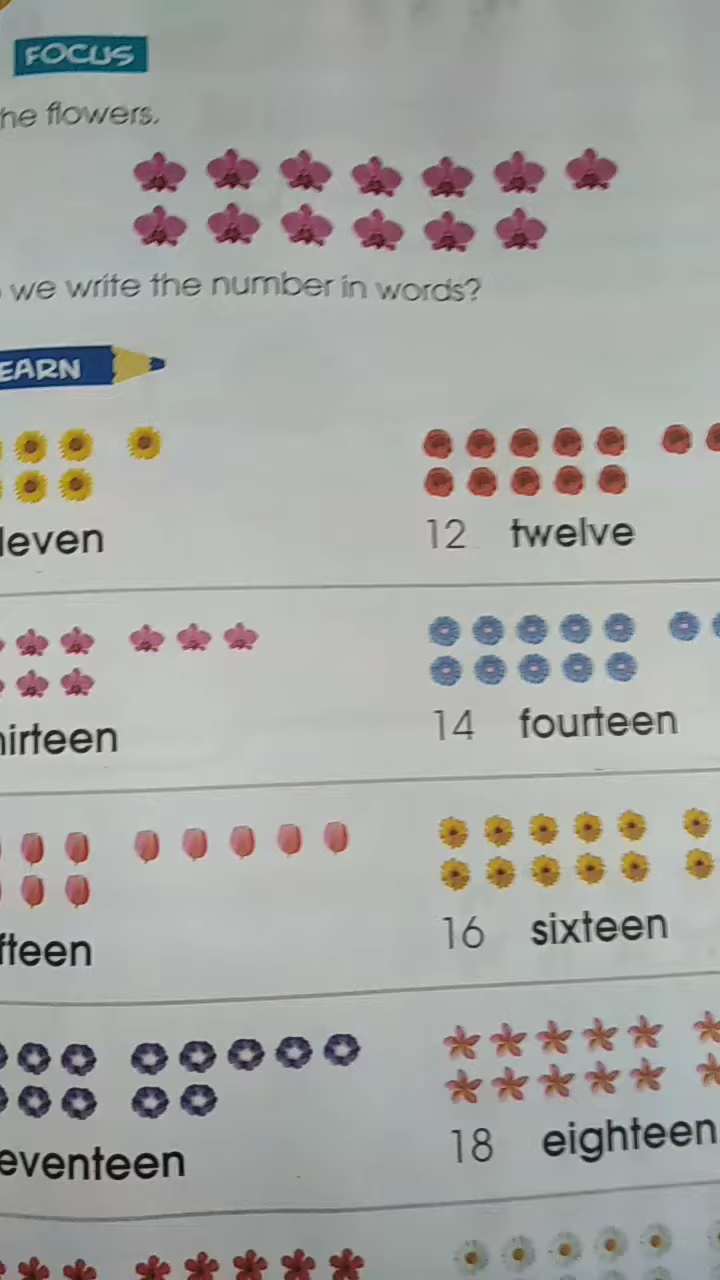 FOCUS
he flowers.
we write the number in words?
EARN
leven
12 twelve
hirteen
14 fourteen
fteen
16 sixteen
eventeen
18 eighteen